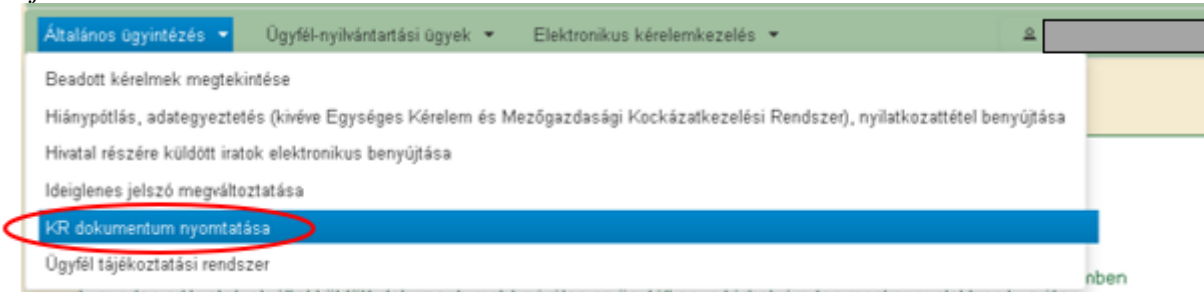 Általános ügyintézés Ügyfél-nyilvántartási ügyek Elektronikus kérelemkezelés
Beadott kérelmek megtekintése
Hiánypótlás, adategyeztetés (kivéve Egységes Kérelem és Mezőgazdasági Kockázatkezelési Rendszer), nyilatkozattétel benyújtása
Hivatal részére küldött iratok elektronikus benyújtása
Ideiglenes jelszó megváltoztatása
KR dokumentum nyomtatása
Ügyfél tájékoztatási rendszer
mben